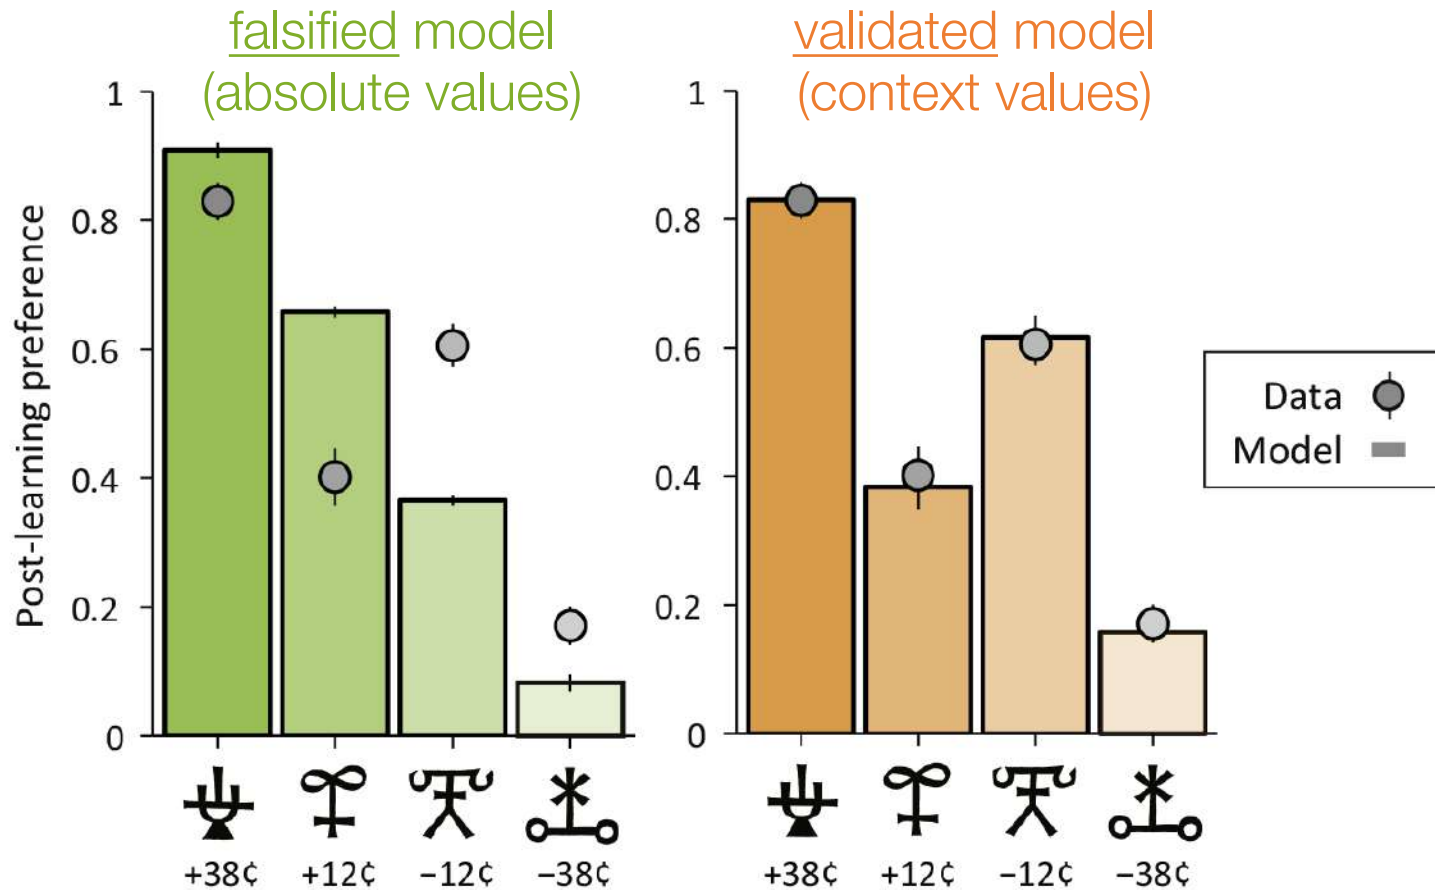 falsified model
(absolute values)
validated model
(context values)
Post-learning preference
1
0.8
0.6
0.4
0.2
0
+38¢
+12¢
−12¢
−38¢
1
0.8
0.6
0.4
0.2
0
+38¢
+12¢
−12¢
−38¢
Data
Model